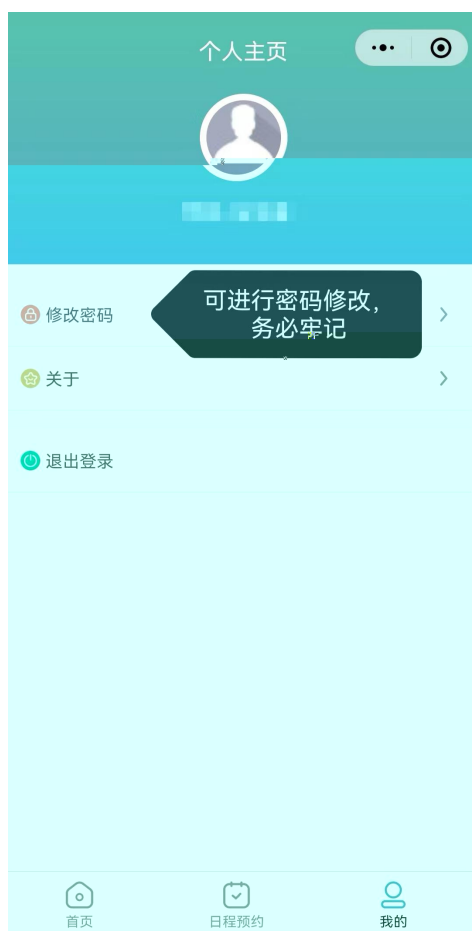 个人主页
修改密码
可进行密码修改，
务必牢记
关于
退出登录
首页
日程预约
我的